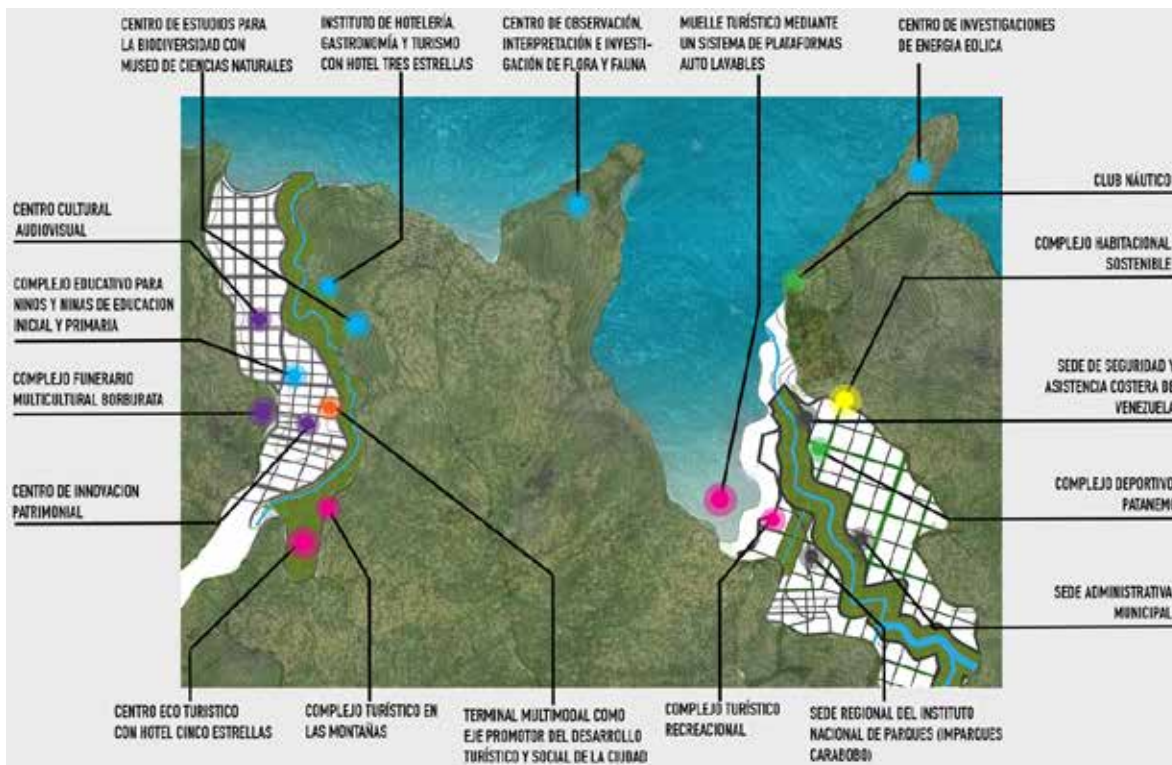 CENTRO DE ESTUDIOS PARA
LA BIODIVERSIDAD CON
MUSEO DE CIENCIAS NATURALES
INSTITUTO DE HOTELERÍA,
GASTRONOMÍA Y TURISMO
CON HOTEL TRES ESTRELLAS
CENTRO DE OBSERVACIÓN,
INTERPRETACIÓN E INVESTI-
GACIÓN DE FLORA Y FAUNA
MUELLE TURÍSTICO MEDIANTE
UN SISTEMA DE PLATAFORMAS
AUTO LAVABLES
CENTRO DE INVESTIGACIONES
DE ENERGIA EOLICA
CLUB NÁUTICO
COMPLEJO HABITACIONAL
SOSTENIBLE
SEDE DE SEGURIDAD Y
ASISTENCIA COSTERA DE
VENEZUELA
COMPLEJO DEPORTIVO
PATANEMO
SEDE ADMINISTRATIVA
MUNICIPAL
CENTRO CULTURAL
AUDIOVISUAL
COMPLEJO EDUCATIVO PARA
NIÑOS Y NIÑAS DE EDUCACION
INICIAL Y PRIMARIA
COMPLEJO FUNERARIO
MULTICULTURAL BORBURATA
CENTRO DE INNOVACION
PATRIMONIAL
CENTRO ECO TURISTICO
CON HOTEL CINCO ESTRELLAS
COMPLEJO TURÍSTICO EN
LAS MONTAÑAS
TERMINAL MULTIMODAL COMO
EJE PROMOTOR DEL DESARROLLO
TURÍSTICO Y SOCIAL DE LA CIUDAD
COMPLEJO TURÍSTICO
RECREACIONAL
SEDE REGIONAL DEL INSTITUTO
NACIONAL DE PARQUES (IMPARQUES
CARABOBO)